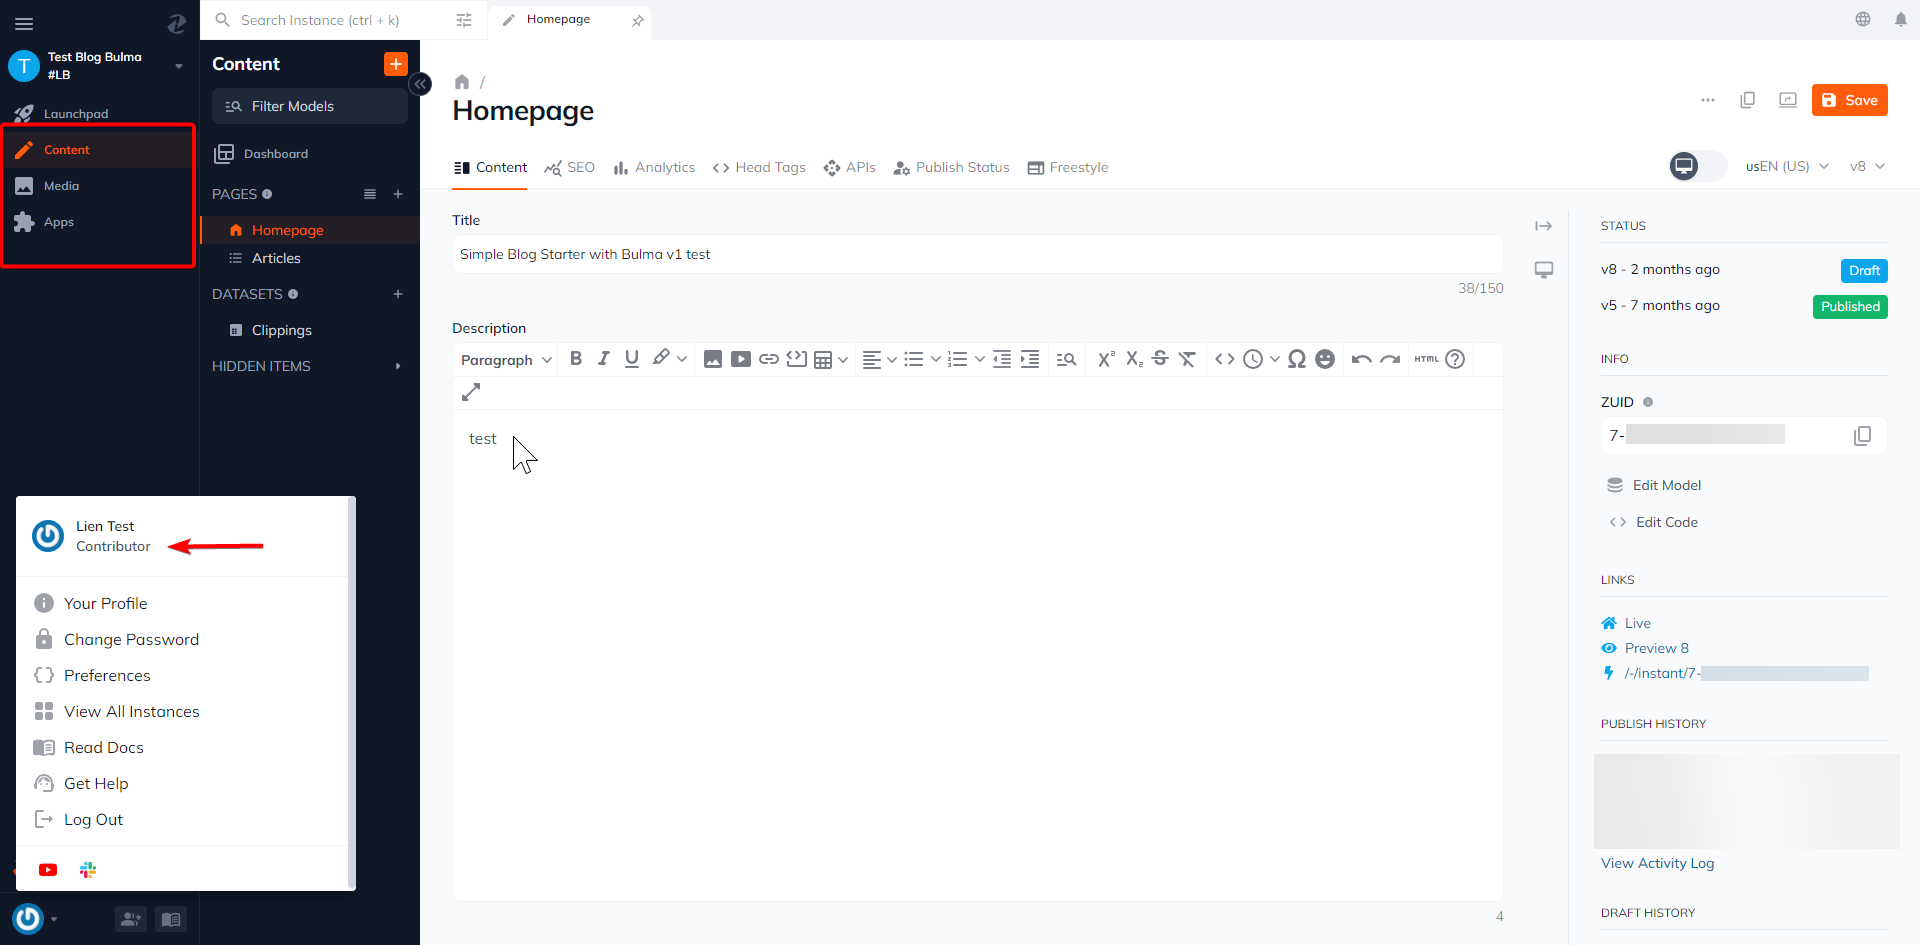 Search Instance (ctrl + k)
Homepage
T
Test Blog Bulma
#LB
Launchpad
Content
Media
Apps
Content
Filter Models
Dashboard
PAGES
Homepage
Articles
DATASETS
Clippings
HIDDEN ITEMS
/
Homepage
Save
Content
SEO
Analytics
Head Tags
APIs
Publish Status
Freestyle
usEN (US)
v8
Title
Simple Blog Starter with Bulma v1 test
38/150
Description
Paragraph
HTML
test
4
STATUS
v8 - 2 months ago
Draft
v5 - 7 months ago
Published
INFO
ZUID
7-
Edit Model
Edit Code
LINKS
Live
Preview 8
/-/instant/7-
PUBLISH HISTORY
View Activity Log
DRAFT HISTORY
Lien Test
Contributor
Your Profile
Change Password
Preferences
View All Instances
Read Docs
Get Help
Log Out